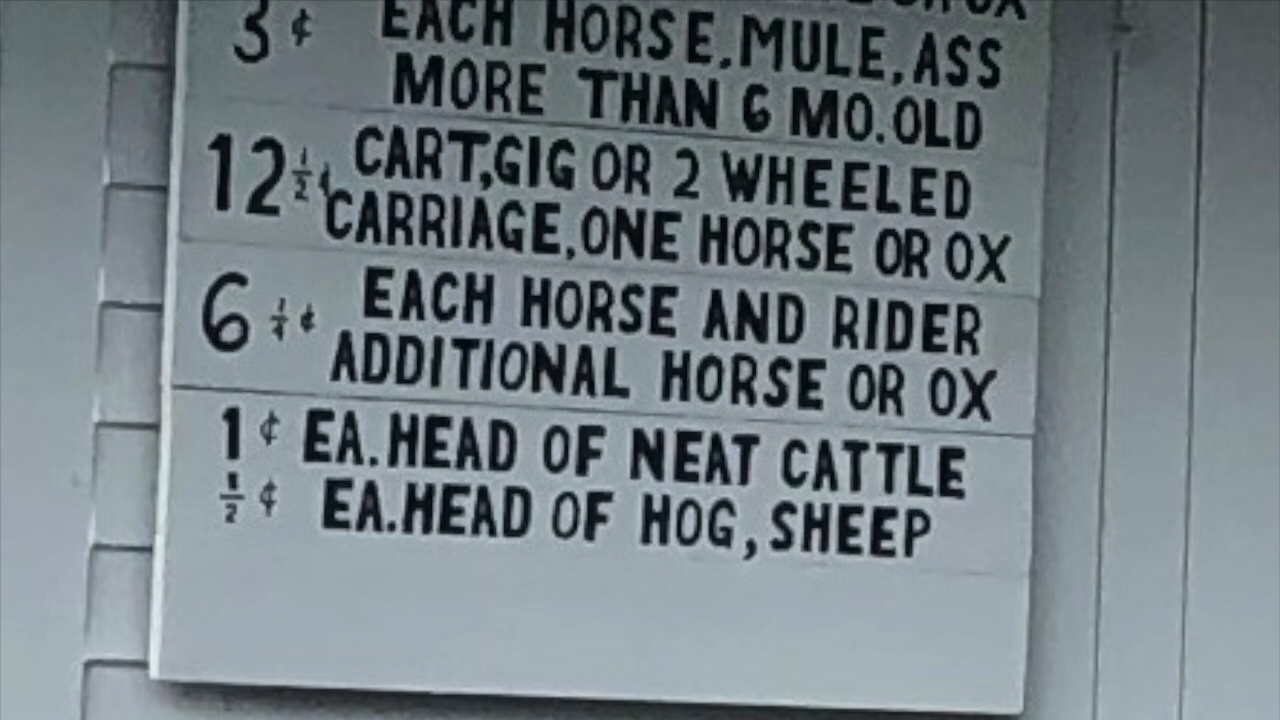 OR OX
3¢ EACH HORSE, MULE, ASS
MORE THAN 6 MO. OLD
12½¢ CART, GIG OR 2 WHEELED
CARRIAGE, ONE HORSE OR OX
6¼¢ EACH HORSE AND RIDER
ADDITIONAL HORSE OR OX
1¢ EA. HEAD OF NEAT CATTLE
½¢ EA. HEAD OF HOG, SHEEP